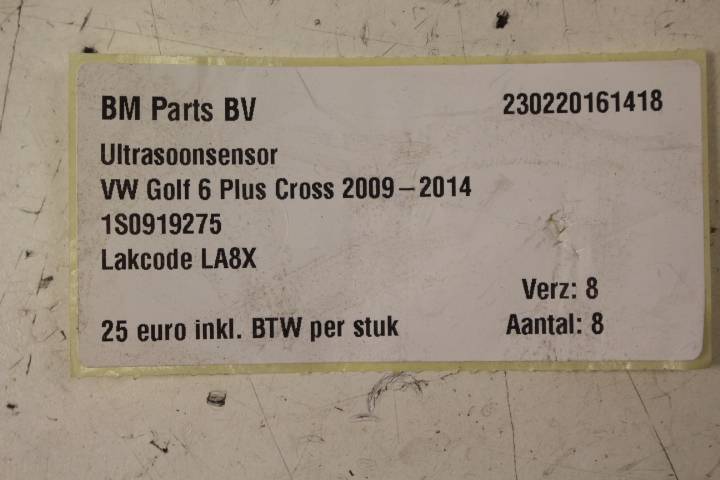 BM Parts BV 230220161418
Ultrasoonsensor
VW Golf 6 Plus Cross 2009-2014
1S0919275
Lakcode LA8X
Verz: 8
25 euro inkl. BTW per stuk Aantal: 8